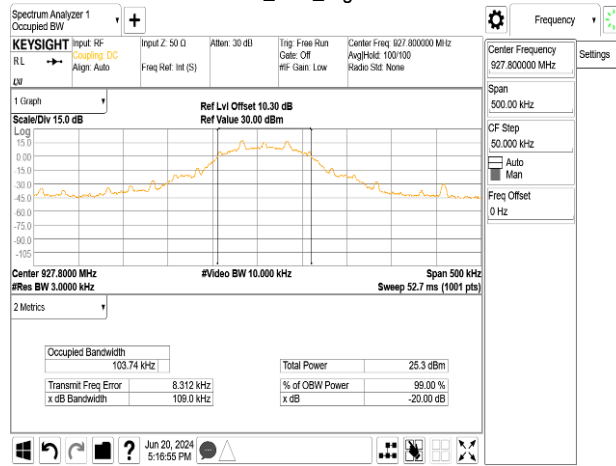 Spectrum Analyzer 1
Occupied BW
Frequency
KEYSIGHT
Input: RF
Coupling: DC
Align: Auto
Input Z: 50 Ω
Freq Ref: Int (S)
Atten: 30 dB
Trig: Free Run
Gate: Off
#IF Gain: Low
Center Freq: 927.800000 MHz
Avg|Hold: 100/100
Radio Std: None
RL
LXI
Center Frequency
927.800000 MHz
Settings
Span
500.00 kHz
CF Step
50.000 kHz
Auto
Man
Freq Offset
0 Hz
1 Graph
Scale/Div 15.0 dB
Ref Lvl Offset 10.30 dB
Ref Value 30.00 dBm
Log
15.0
0.00
-15.0
-30.0
-45.0
-60.0
-75.0
-90.0
-105
Center 927.8000 MHz
#Video BW 10.000 kHz
Span 500 kHz
#Res BW 3.0000 kHz
Sweep 52.7 ms (1001 pts)
2 Metrics
Occupied Bandwidth
103.74 kHz
Total Power 25.3 dBm
Transmit Freq Error 8.312 kHz
% of OBW Power 99.00 %
x dB Bandwidth 109.0 kHz
x dB -20.00 dB
?
Jun 20, 2024
5:16:55 PM